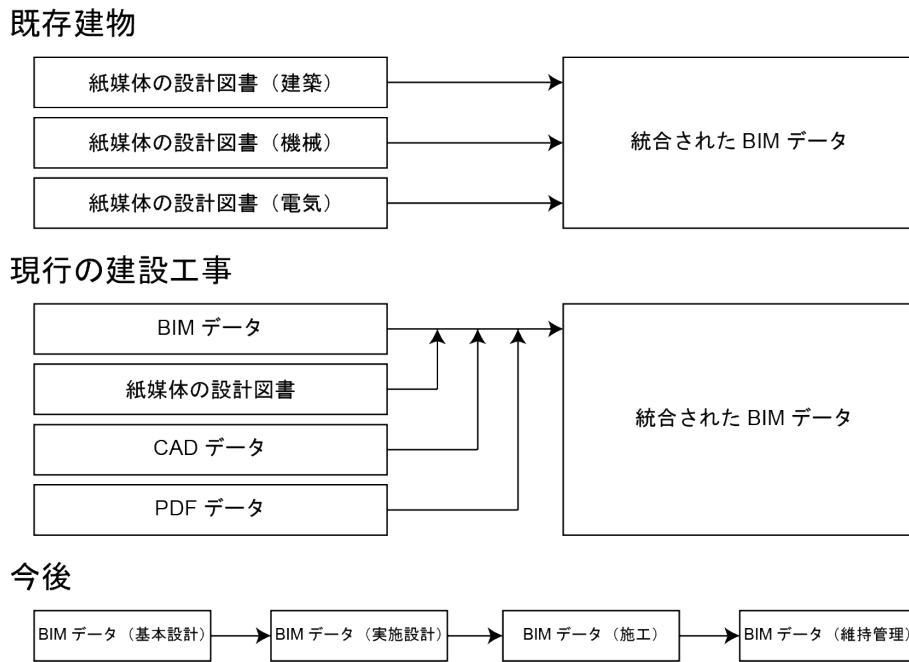 既存建物
紙媒体の設計図書（建築）
紙媒体の設計図書（機械）
紙媒体の設計図書（電気）
統合された BIM データ
現行の建設工事
BIM データ
紙媒体の設計図書
CAD データ
PDF データ
統合された BIM データ
今後
BIM データ（基本設計）
BIM データ（実施設計）
BIM データ（施工）
BIM データ（維持管理）